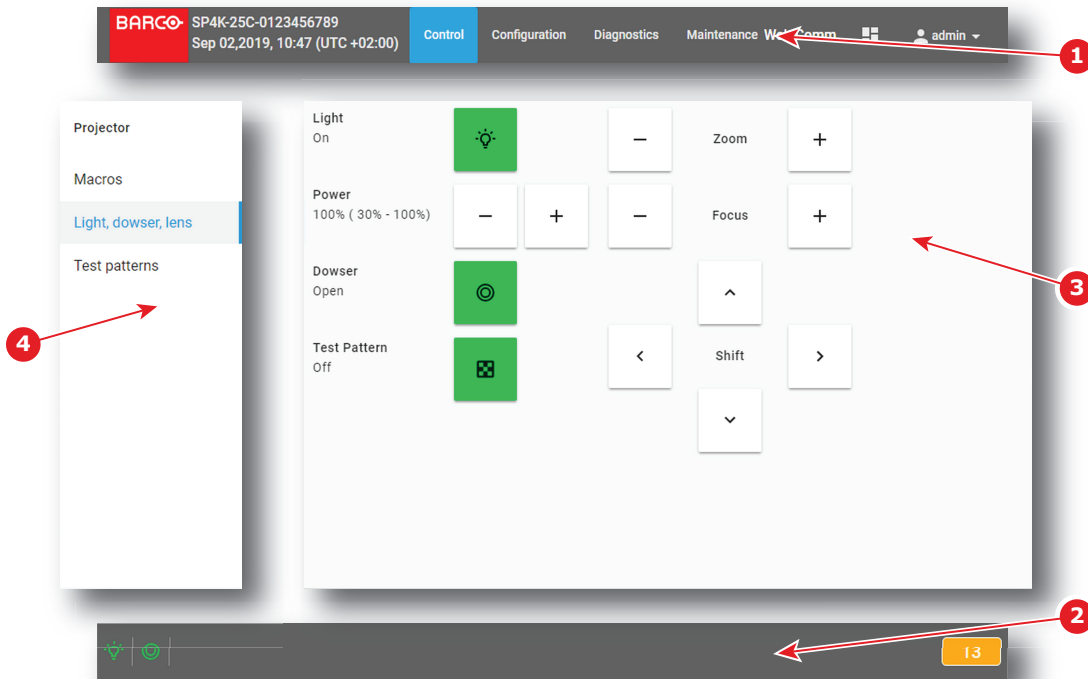 BARCO
SP4K-25C-0123456789
Sep 02,2019, 10:47 (UTC +02:00)
Control
Configuration
Diagnostics
Maintenance
admin
1
Projector
Macros
Light, dowser, lens
Test patterns
4
Light
On
Power
100% ( 30% - 100%)
Dowser
Open
Test Pattern
Off
Zoom
Focus
Shift
3
2
13